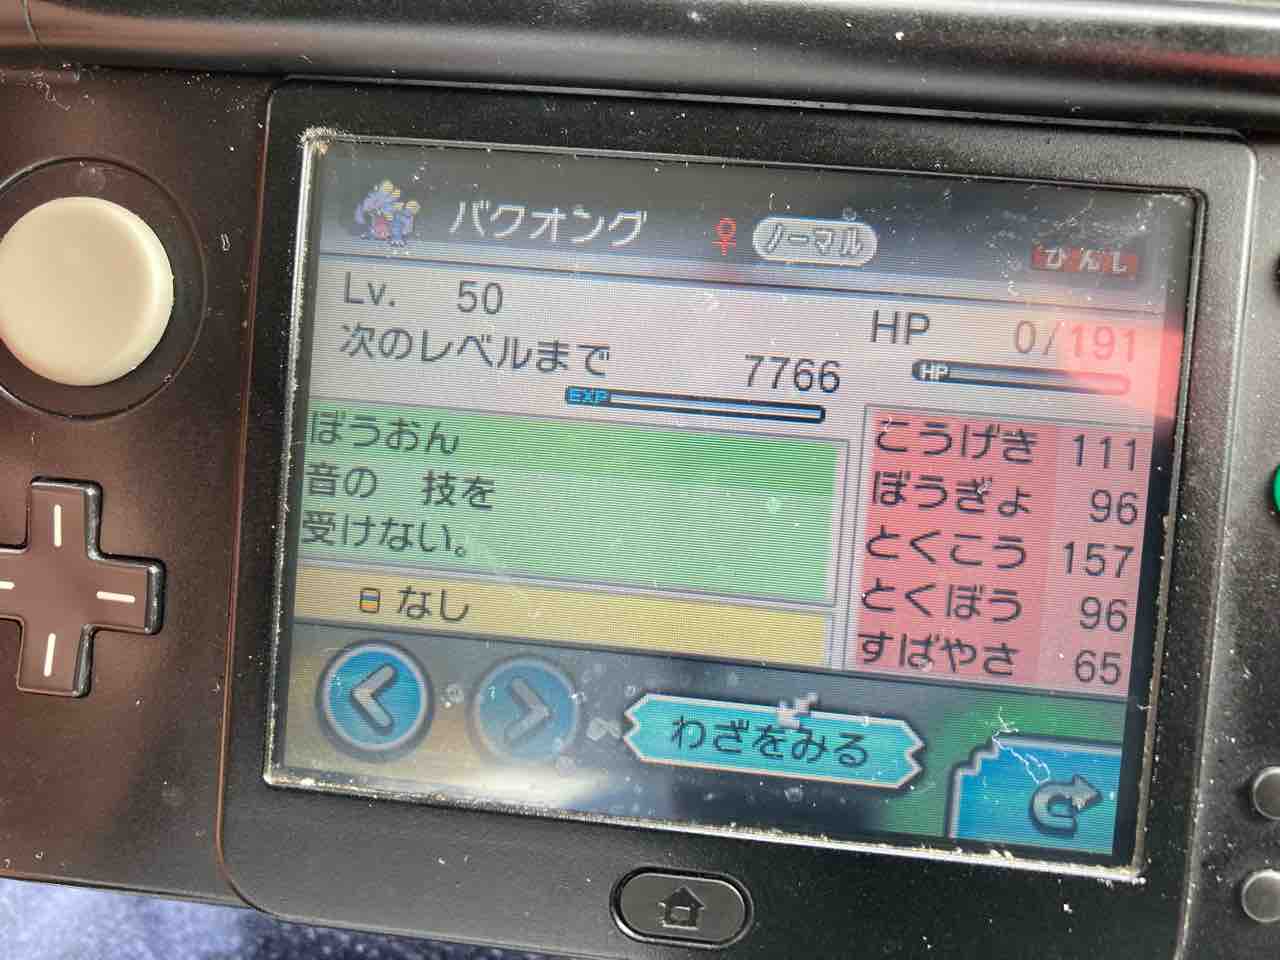 バクオング ♀ ノーマル
ひんし
Lv. 50
HP 0/191
次のレベルまで
7766
HP
EXP
ぼうおん
音の 技を
受けない。
なし
こうげき 111
ぼうぎょ 96
とくこう 157
とくぼう 96
すばやさ 65
わざをみる